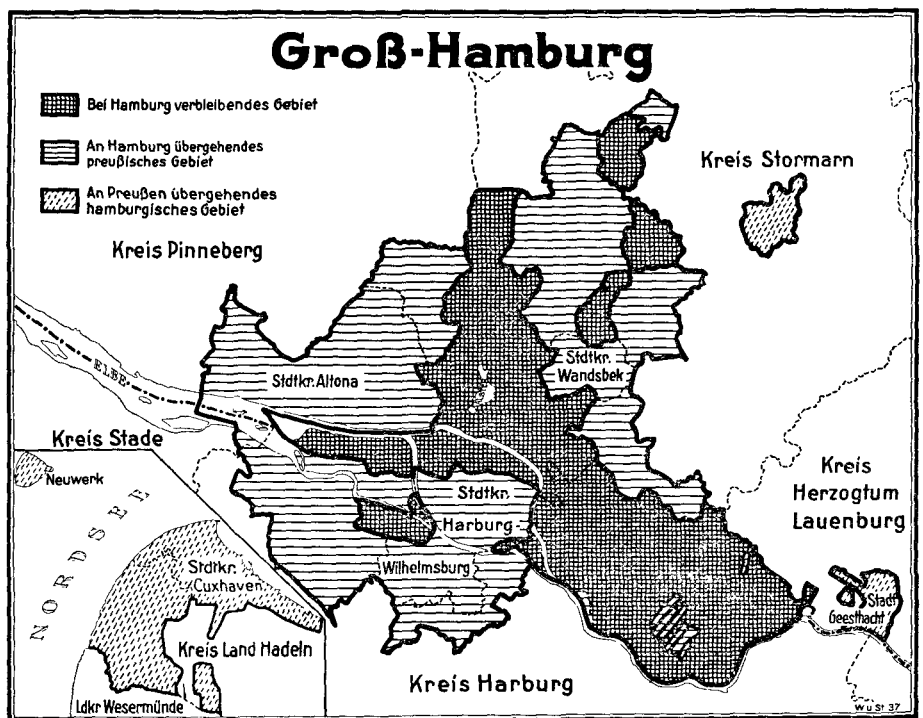 Groß-Hamburg
Bei Hamburg verbleibendes Gebiet
An Hamburg übergehendes
preußisches Gebiet
An Preußen übergehendes
hamburgisches Gebiet
Kreis Stormarn
Kreis Pinneberg
Stdtkr.
Wandsbek
Stdtkr. Altona
ELBE
Kreis Stade
Neuwerk
NORDSEE
Stdtkr.
Cuxhaven
Kreis Land Hadeln
Ldkr Wesermünde
Stdtkr.
Harburg-
Wilhelmsburg
Kreis
Herzogtum
Lauenburg
Stadt
Geesthacht
Kreis Harburg
W u St 37